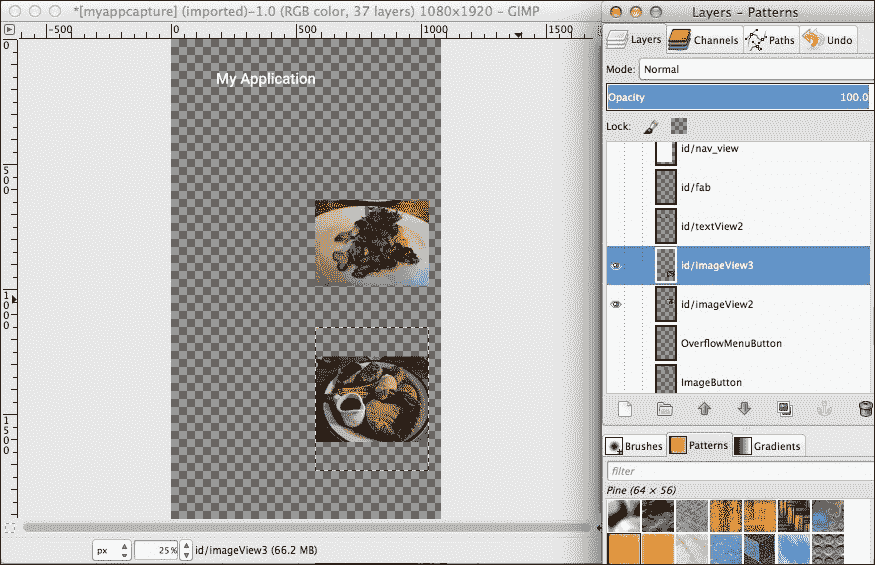 *[myappcapture] (imported)-1.0 (RGB color, 37 layers) 1080×1920 – GIMP
-500 0 500 1000 1500
0
500
1000
1500
My Application
px 25% id/imageView3 (66.2 MB)
Layers - Patterns
Layers Channels Paths Undo
Mode: Normal
Opacity 100.0
Lock:
id/nav_view
id/fab
id/textView2
id/imageView3
id/imageView2
OverflowMenuButton
ImageButton
Brushes Patterns Gradients
filter
Pine (64 × 56)